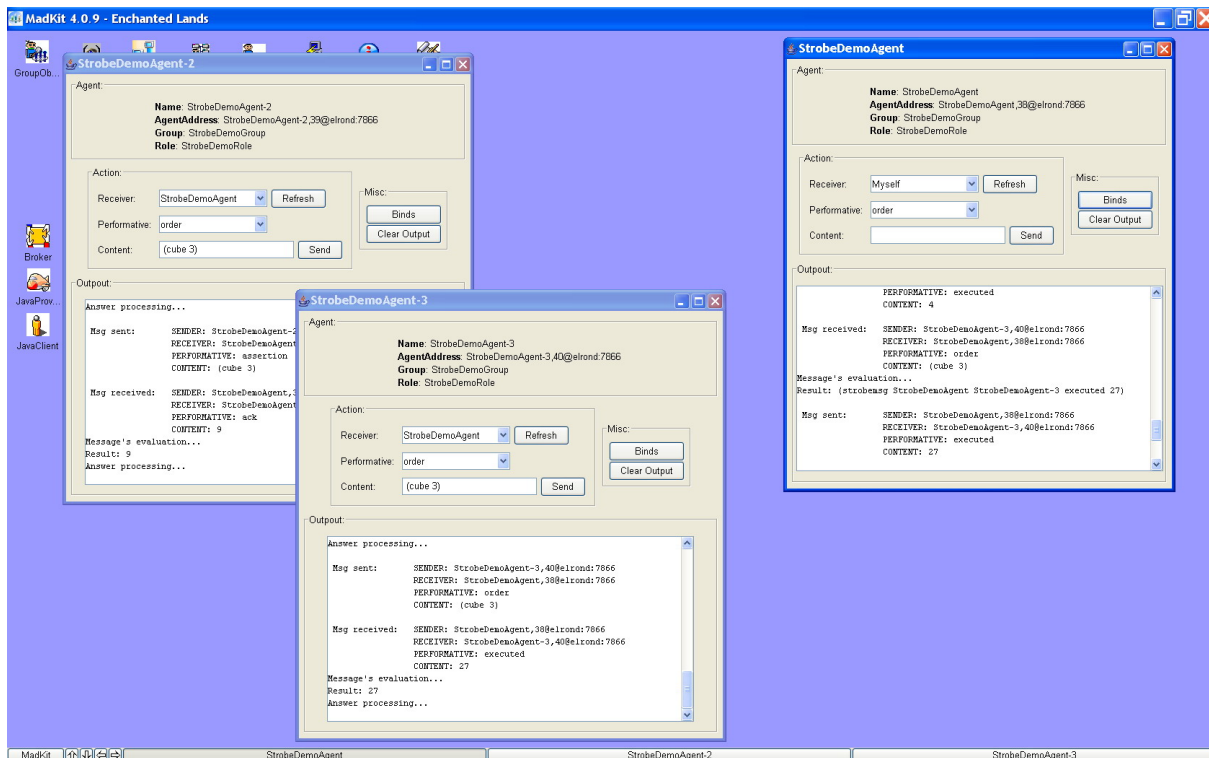 MadKit 4.0.9 - Enchanted Lands
GroupOb...
Broker
JavaProv...
JavaClient
StrobeDemoAgent-2
Agent:
Name: StrobeDemoAgent-2
AgentAddress: StrobeDemoAgent-2,39@elrond:7866
Group: StrobeDemoGroup
Role: StrobeDemoRole
Action:
Receiver: StrobeDemoAgent Refresh
Performative: order
Content: (cube 3) Send
Misc:
Binds
Clear Output
Outpout:
Answer processing...
Msg sent: SENDER: StrobeDemoAgent-2
RECEIVER: StrobeDemoAgent
PERFORMATIVE: assertion
CONTENT: (cube 3)
Msg received: SENDER: StrobeDemoAgent,3
RECEIVER: StrobeDemoAgent
PERFORMATIVE: ack
CONTENT: 9
Message's evaluation...
Result: 9
Answer processing...
StrobeDemoAgent-3
Agent:
Name: StrobeDemoAgent-3
AgentAddress: StrobeDemoAgent-3,40@elrond:7866
Group: StrobeDemoGroup
Role: StrobeDemoRole
Action:
Receiver: StrobeDemoAgent Refresh
Performative: order
Content: (cube 3) Send
Misc:
Binds
Clear Output
Outpout:
Answer processing...
Msg sent: SENDER: StrobeDemoAgent-3,40@elrond:7866
RECEIVER: StrobeDemoAgent,38@elrond:7866
PERFORMATIVE: order
CONTENT: (cube 3)
Msg received: SENDER: StrobeDemoAgent,38@elrond:7866
RECEIVER: StrobeDemoAgent-3,40@elrond:7866
PERFORMATIVE: executed
CONTENT: 27
Message's evaluation...
Result: 27
Answer processing...
StrobeDemoAgent
Agent:
Name: StrobeDemoAgent
AgentAddress: StrobeDemoAgent,38@elrond:7866
Group: StrobeDemoGroup
Role: StrobeDemoRole
Action:
Receiver: Myself Refresh
Performative: order
Content: Send
Misc:
Binds
Clear Output
Outpout:
PERFORMATIVE: executed
CONTENT: 4
Msg received: SENDER: StrobeDemoAgent-3,40@elrond:7866
RECEIVER: StrobeDemoAgent,38@elrond:7866
PERFORMATIVE: order
CONTENT: (cube 3)
Message's evaluation...
Result: (strobemsg StrobeDemoAgent StrobeDemoAgent-3 executed 27)
Msg sent: SENDER: StrobeDemoAgent,38@elrond:7866
RECEIVER: StrobeDemoAgent-3,40@elrond:7866
PERFORMATIVE: executed
CONTENT: 27
MadKit StrobeDemoAgent StrobeDemoAgent-2 StrobeDemoAgent-3